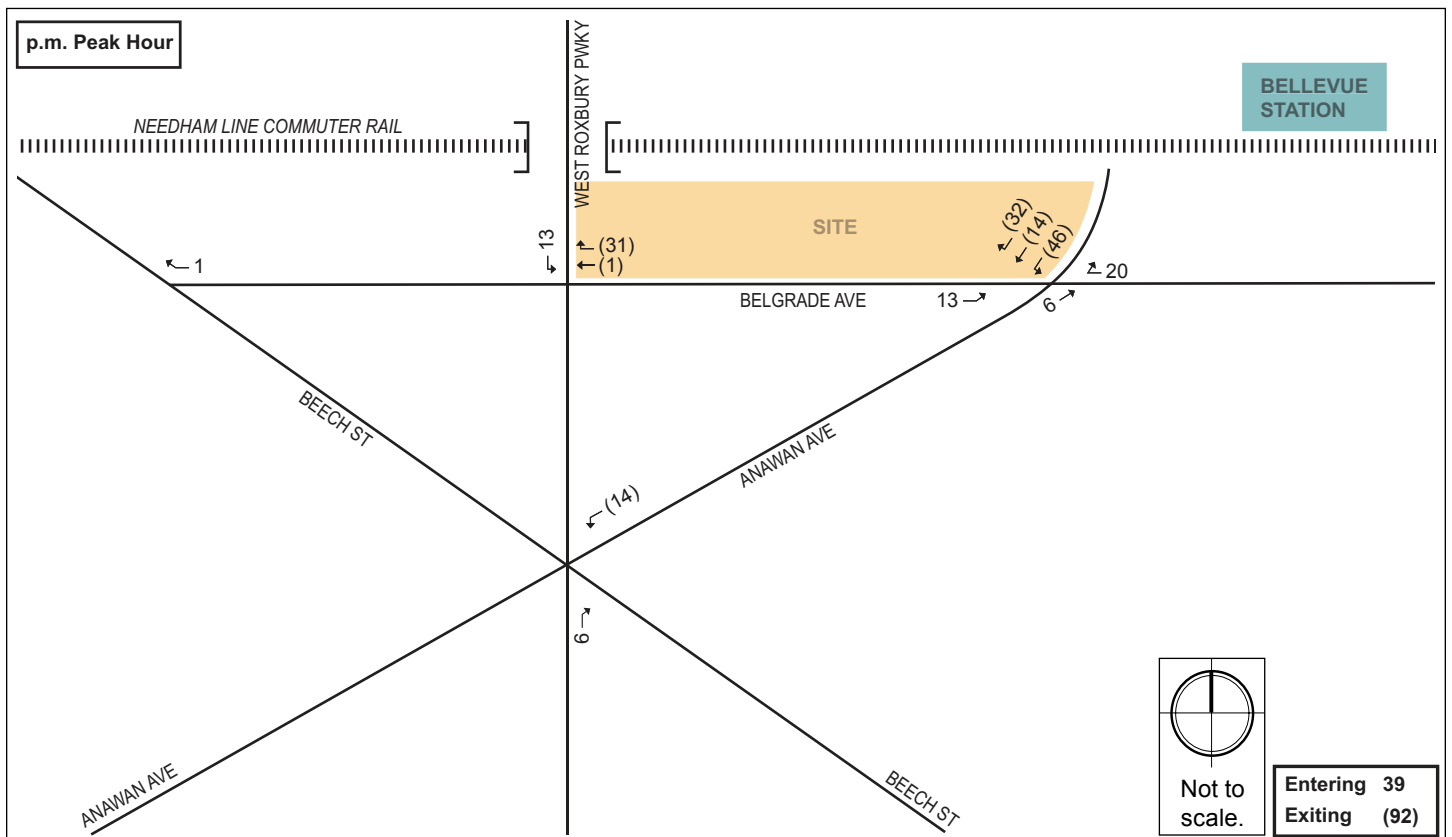 p.m. Peak Hour
WEST ROXBURY PWKY
BELLEVUE
STATION
NEEDHAM LINE COMMUTER RAIL
SITE
(32)
(14)
(46)
13
(31)
(1)
1
20
BELGRADE AVE
13
6
BEECH ST
ANAWAN AVE
(14)
6
ANAWAN AVE
BEECH ST
Not to
scale.
Entering 39
Exiting (92)